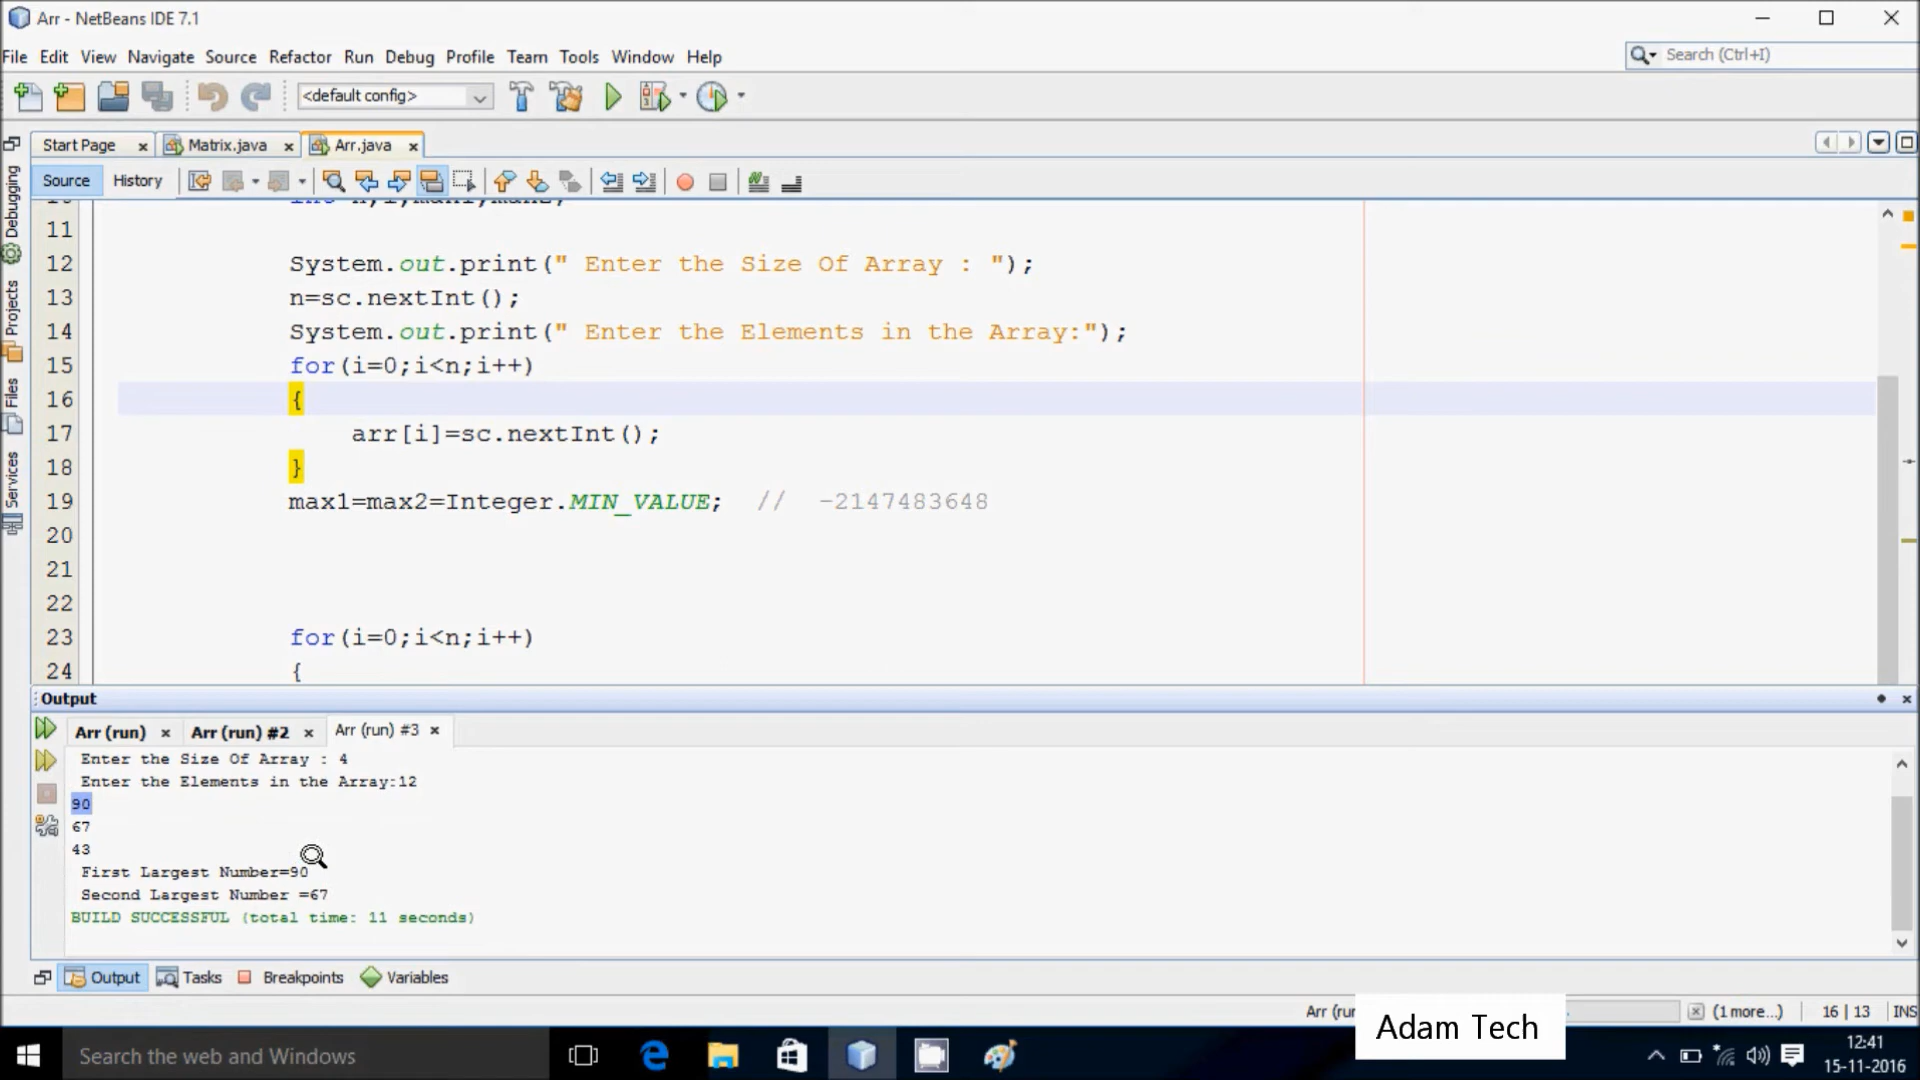 Arr - NetBeans IDE 7.1
File Edit View Navigate Source Refactor Run Debug Profile Team Tools Window Help
Search (Ctrl+I)
<default config>
Start Page
Matrix.java
Arr.java
Source History
Debugging
Projects
Files
Services
11
12 System.out.print(" Enter the Size Of Array : ");
13 n=sc.nextInt();
14 System.out.print(" Enter the Elements in the Array:");
15 for(i=0;i<n;i++)
16 {
17 arr[i]=sc.nextInt();
18 }
19 max1=max2=Integer.MIN_VALUE; // -2147483648
20
21
22
23 for(i=0;i<n;i++)
24 {
Output
Arr (run) Arr (run) #2 Arr (run) #3
Enter the Size Of Array : 4
Enter the Elements in the Array:12
90
67
43
First Largest Number=90
Second Largest Number =67
BUILD SUCCESSFUL (total time: 11 seconds)
Output Tasks Breakpoints Variables
Arr (1 more...) 16 | 13 INS
Adam Tech
Search the web and Windows
12:41
15-11-2016